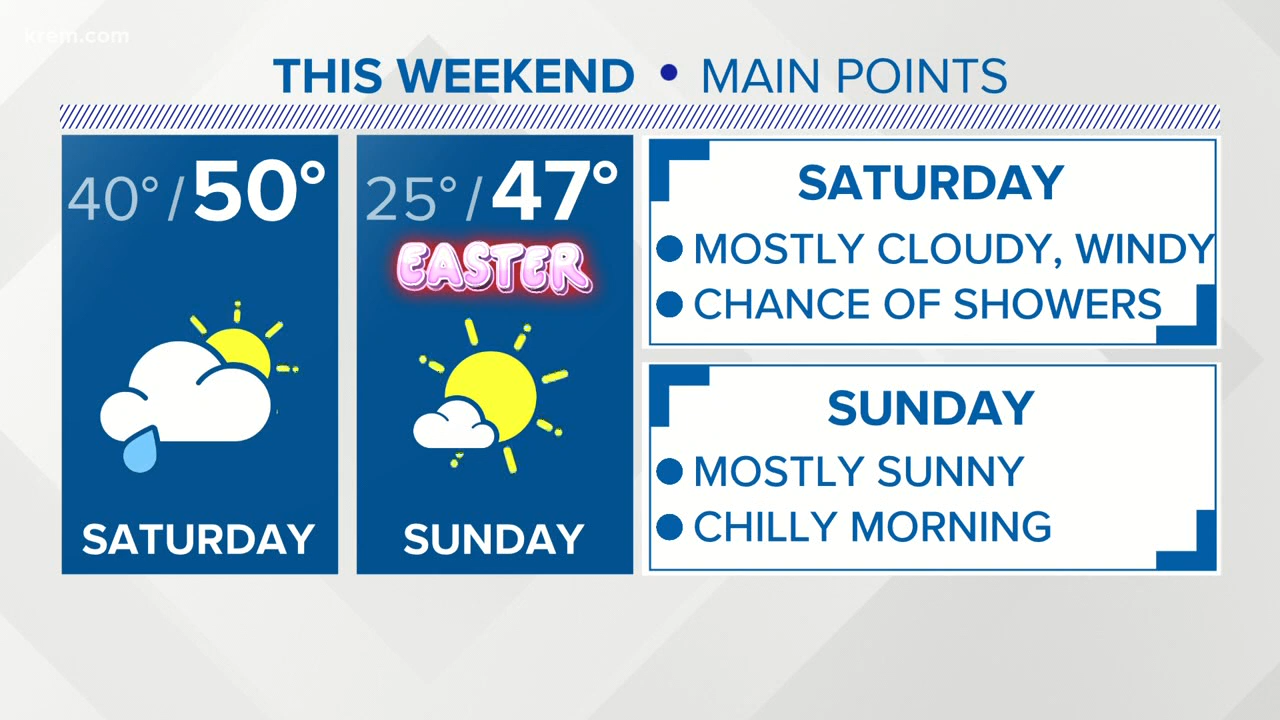 krem.com
THIS WEEKEND • MAIN POINTS
40°/50°
25°/47°
EASTER
SATURDAY
SUNDAY
SATURDAY
● MOSTLY CLOUDY, WINDY
● CHANCE OF SHOWERS
SUNDAY
● MOSTLY SUNNY
● CHILLY MORNING